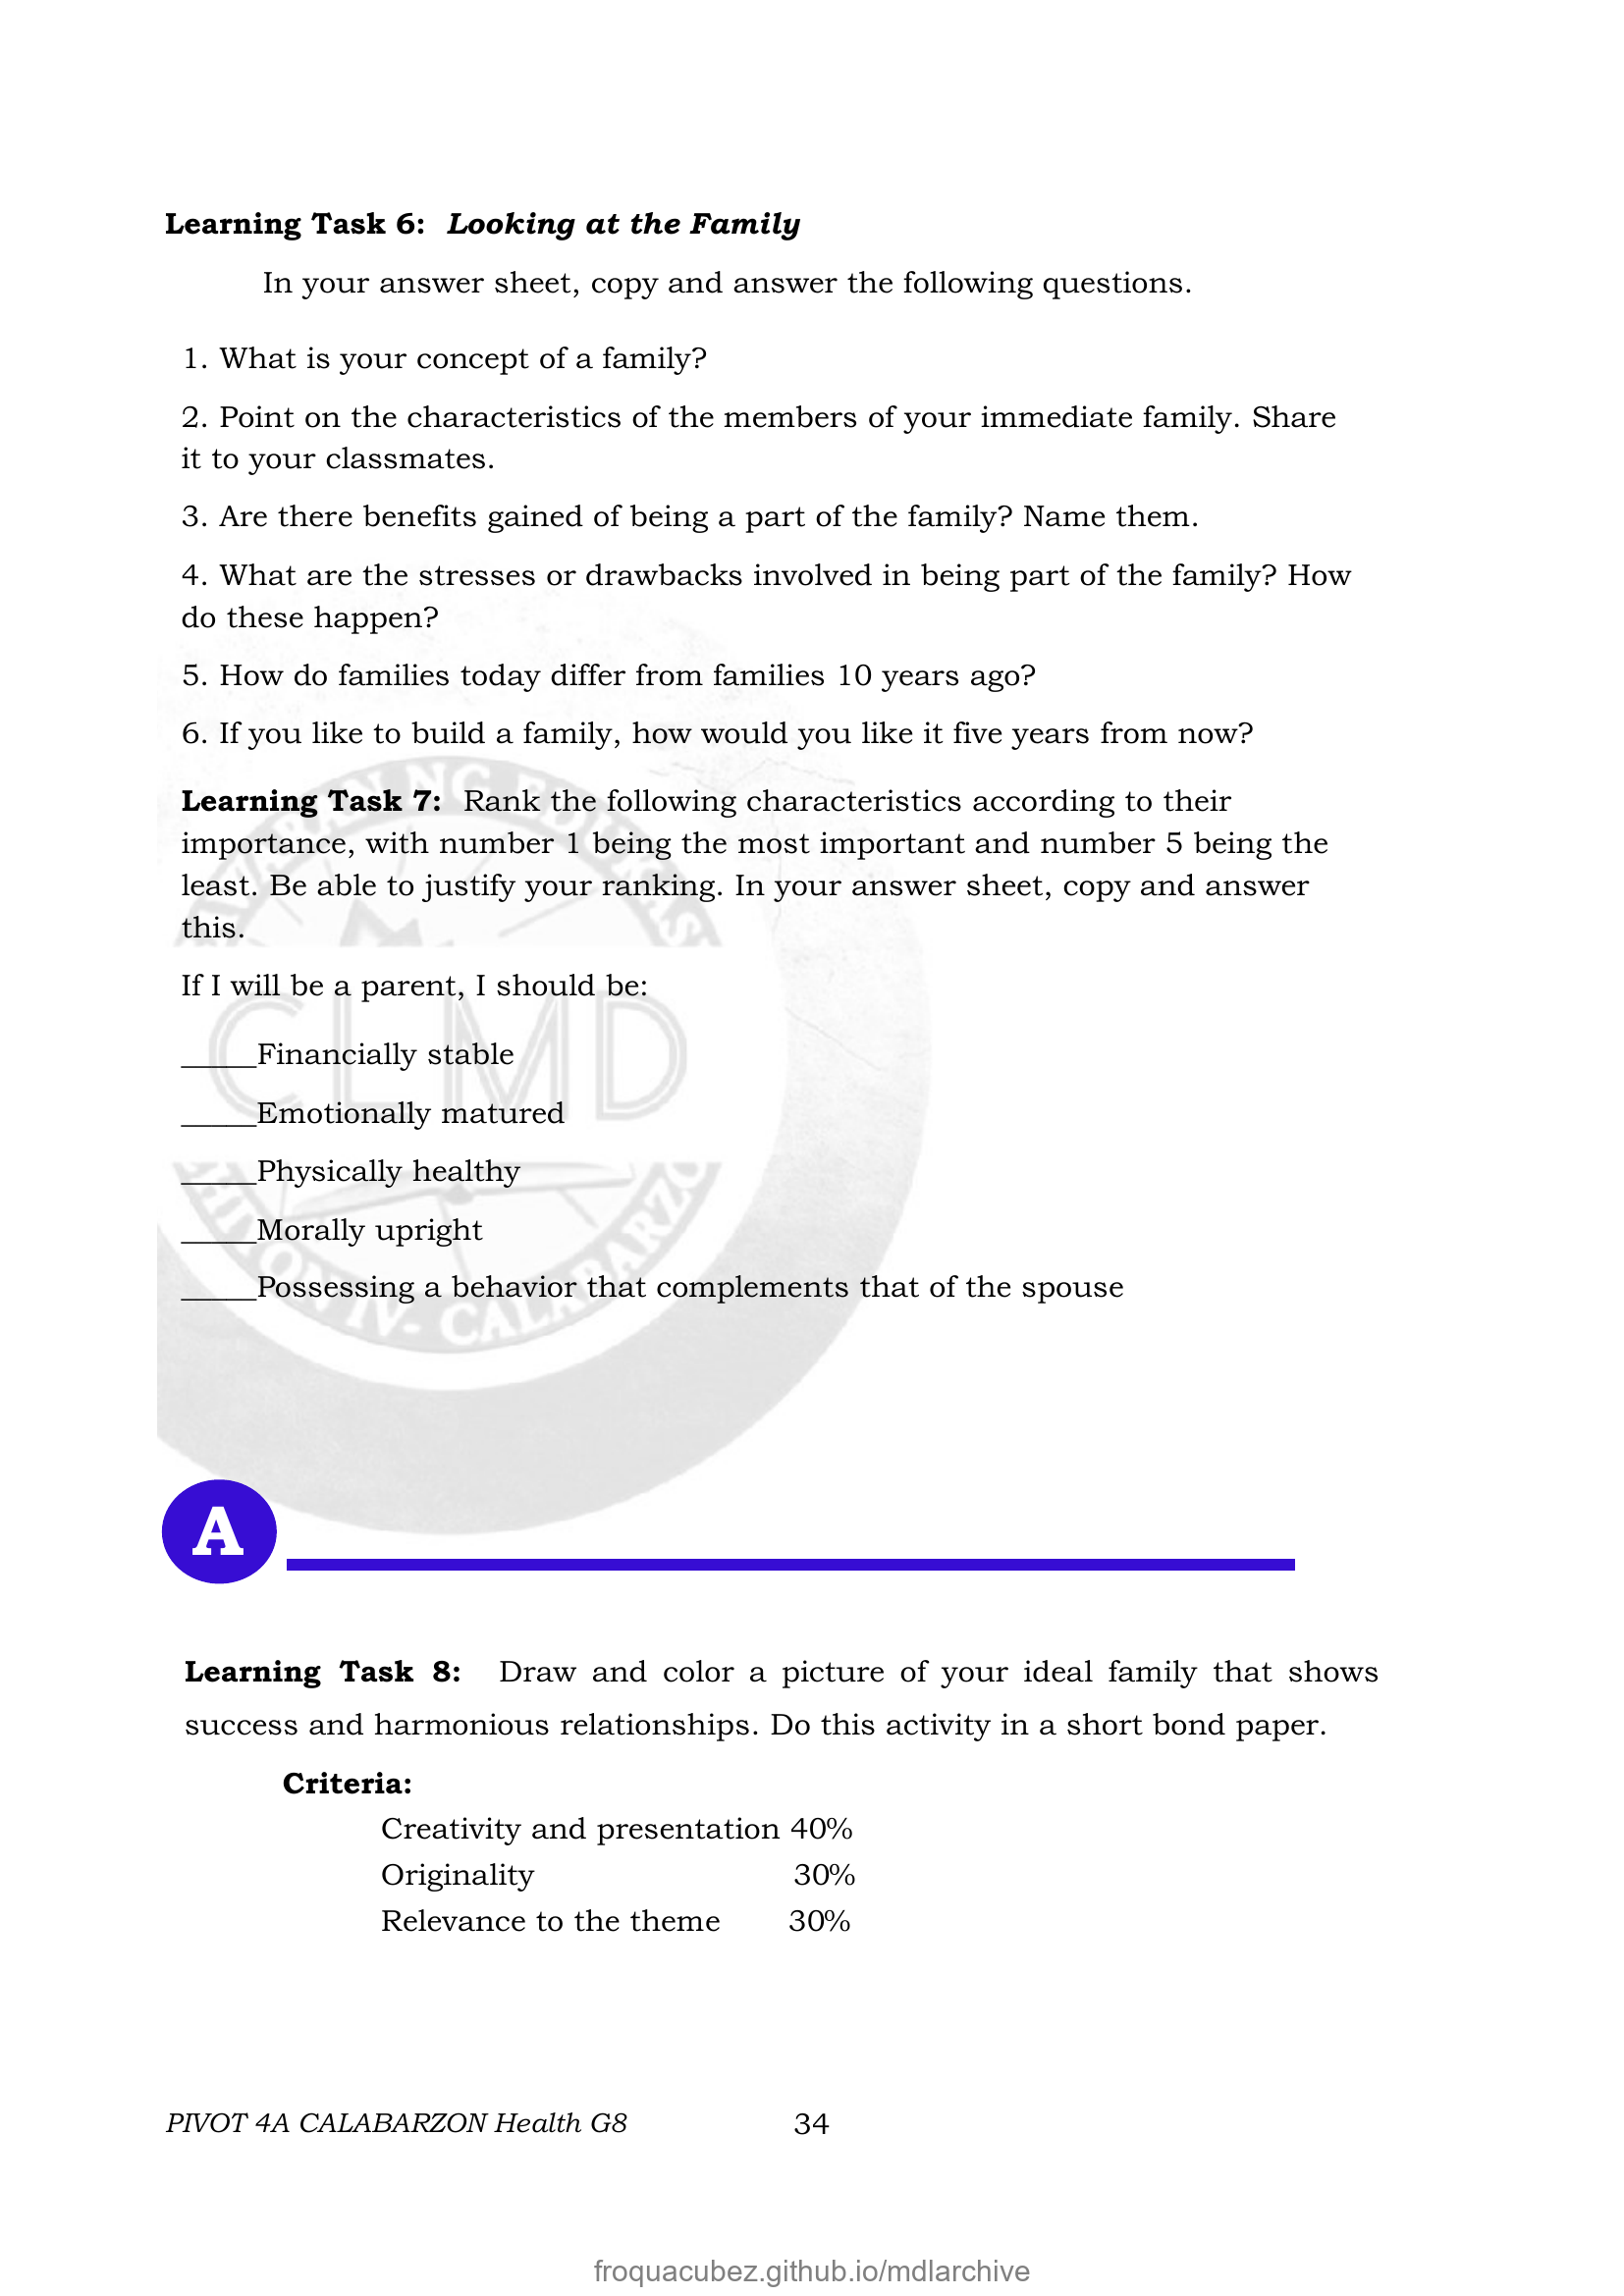 Learning Task 6: Looking at the Family
In your answer sheet, copy and answer the following questions.
1. What is your concept of a family?
2. Point on the characteristics of the members of your immediate family. Share
it to your classmates.
3. Are there benefits gained of being a part of the family? Name them.
4. What are the stresses or drawbacks involved in being part of the family? How
do these happen?
5. How do families today differ from families 10 years ago?
6. If you like to build a family, how would you like it five years from now?
Learning Task 7: Rank the following characteristics according to their
importance, with number 1 being the most important and number 5 being the
least. Be able to justify your ranking. In your answer sheet, copy and answer
this.
If I will be a parent, I should be:
_____Financially stable
_____Emotionally matured
_____Physically healthy
_____Morally upright
_____Possessing a behavior that complements that of the spouse
CLMD
IV- CALABARZO
A
Learning Task 8: Draw and color a picture of your ideal family that shows
success and harmonious relationships. Do this activity in a short bond paper.
Criteria:
Creativity and presentation 40%
Originality 30%
Relevance to the theme 30%
PIVOT 4A CALABARZON Health G8 34
froquacubez.github.io/mdlarchive